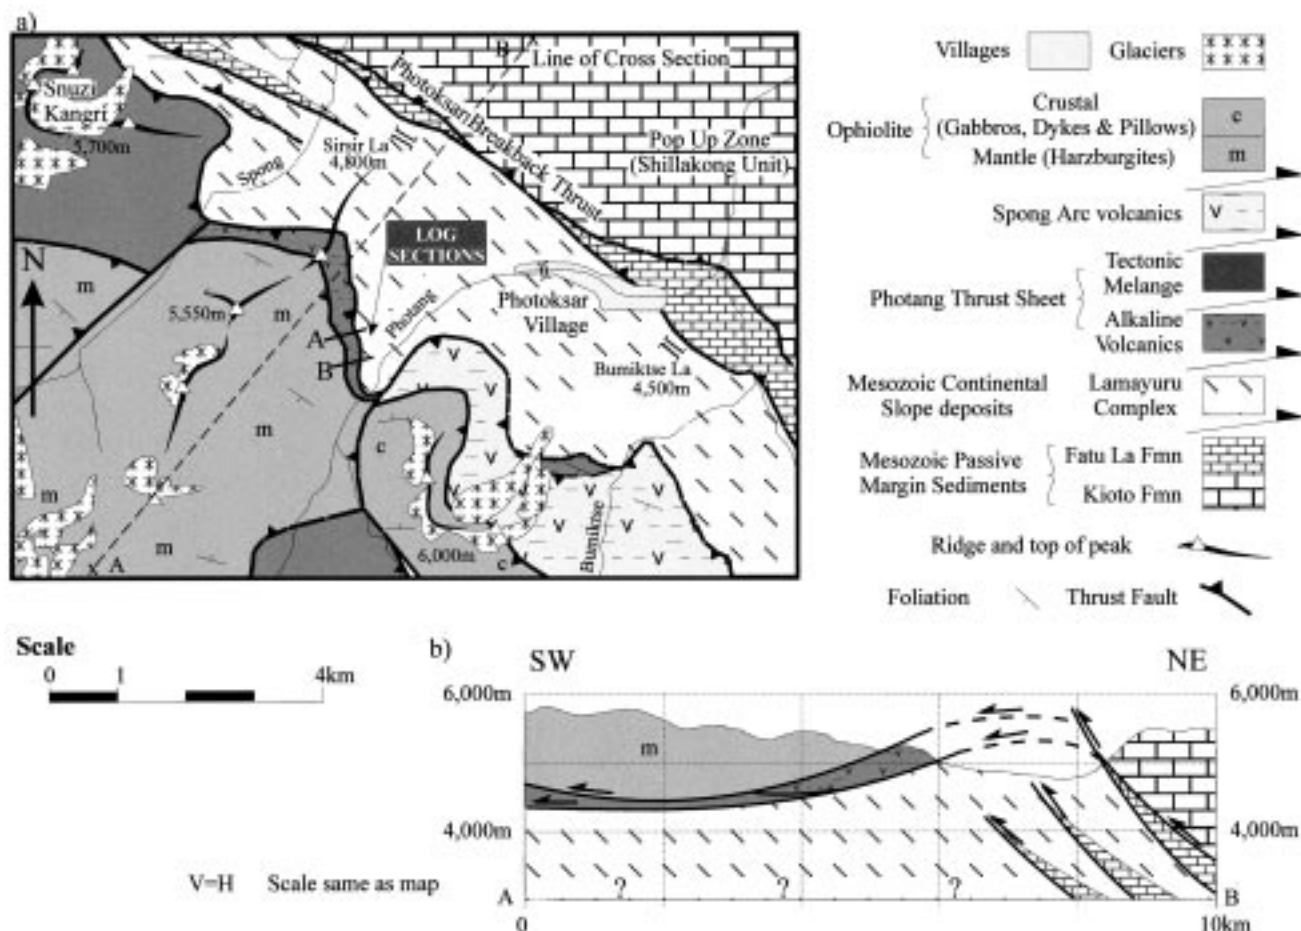 a)
B
Line of Cross Section
Snuzi
Kangri
5,700m
Sirsir La
4,800m
Spong
Photoksar Breakback Thrust
Pop Up Zone
(Shillakong Unit)
LOG
SECTIONS
N
m
5,550m
m
A
B
Photang
Photoksar
Village
Bumiktse La
4,500m
V
V
V
m
c
V
V
m
V
V
V
m
A
6,000m
c
V
V
Bumiktse
Villages
Glaciers
Ophiolite
Crustal
(Gabbros, Dykes & Pillows)
c
Mantle (Harzburgites)
m
Spong Arc volcanics
V
Photang Thrust Sheet
Tectonic
Melange
Alkaline
Volcanics
Mesozoic Continental
Slope deposits
Lamayuru
Complex
Mesozoic Passive
Margin Sediments
Fatu La Fmn
Kioto Fmn
Ridge and top of peak
Foliation
Thrust Fault
Scale
0 1 4km
b)
SW
NE
6,000m
6,000m
m
4,000m
4,000m
V=H Scale same as map
? ? ?
A
B
0
10km